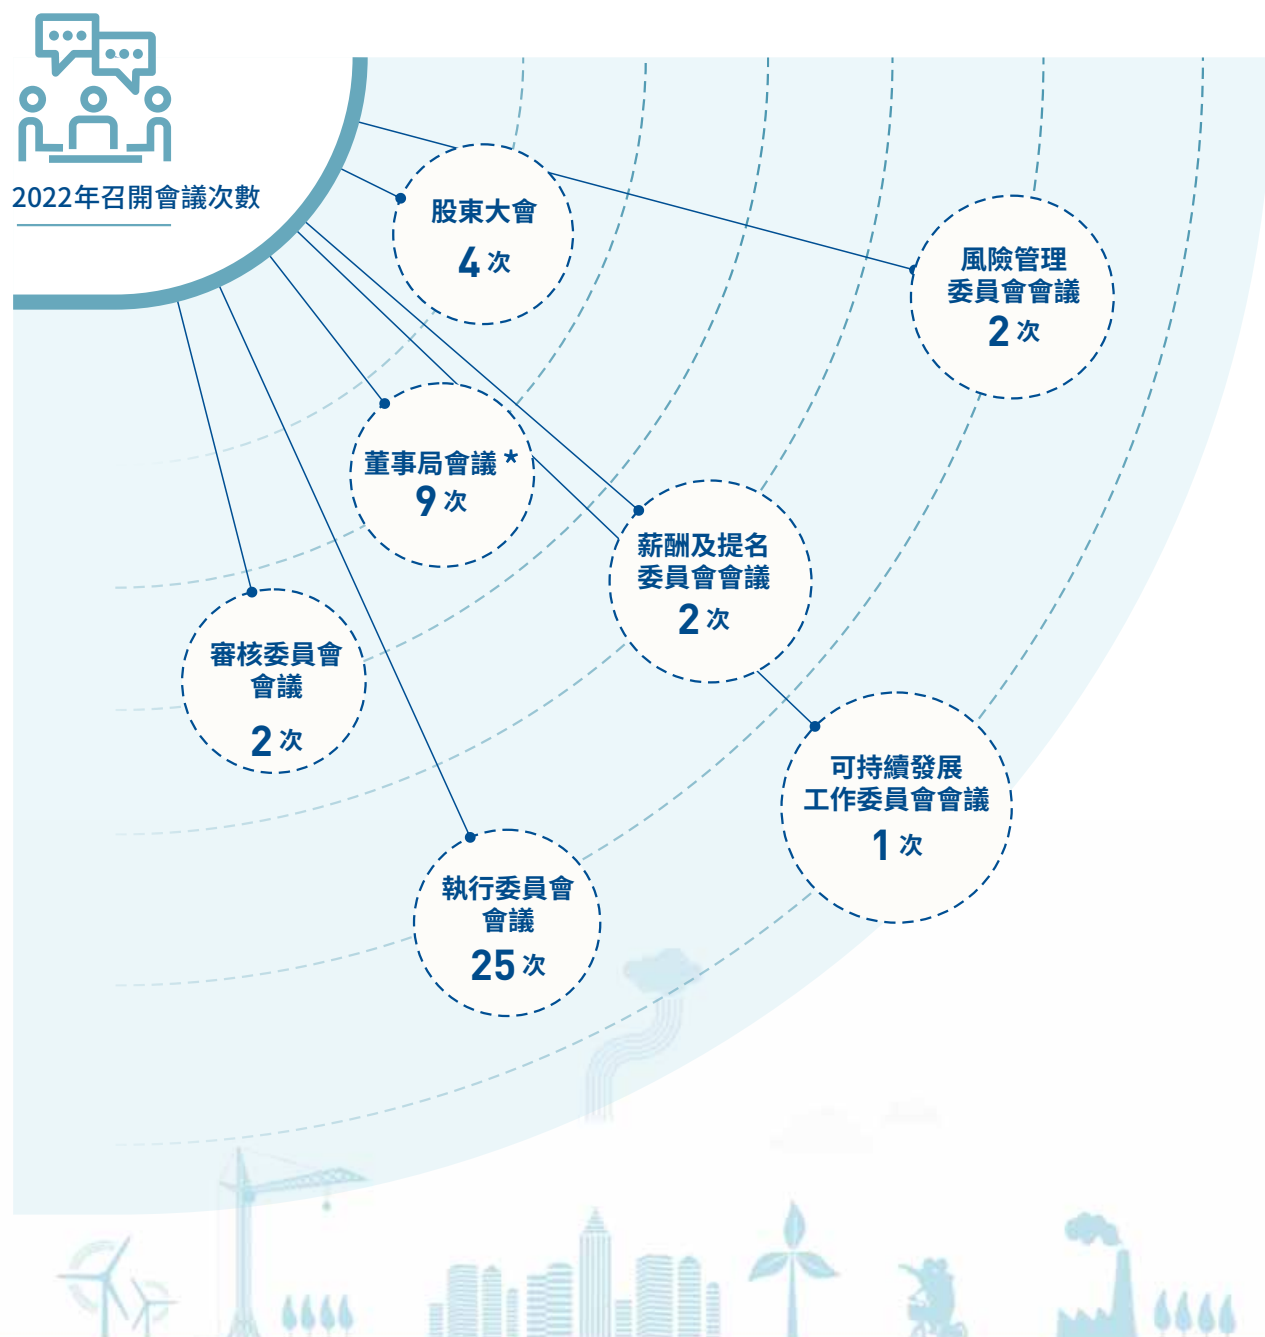 2022年召開會議次數
股東大會
4 次
風險管理
委員會會議
2 次
董事局會議 *
9 次
薪酬及提名
委員會會議
2 次
審核委員會
會議
2 次
可持續發展
工作委員會會議
1 次
執行委員會
會議
25 次